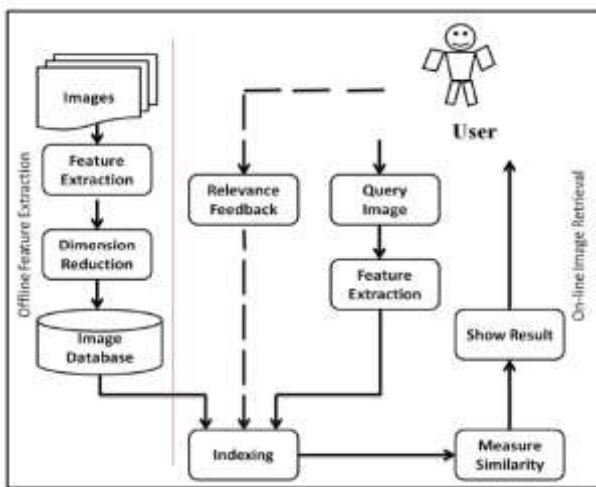 Images
User
Feature
Extraction
Relevance
Feedback
Query
Image
Dimension
Reduction
Feature
Extraction
Offline Feature Extraction
On-line Image Retrieval
Image
Database
Show Result
Indexing
Measure
Similarity